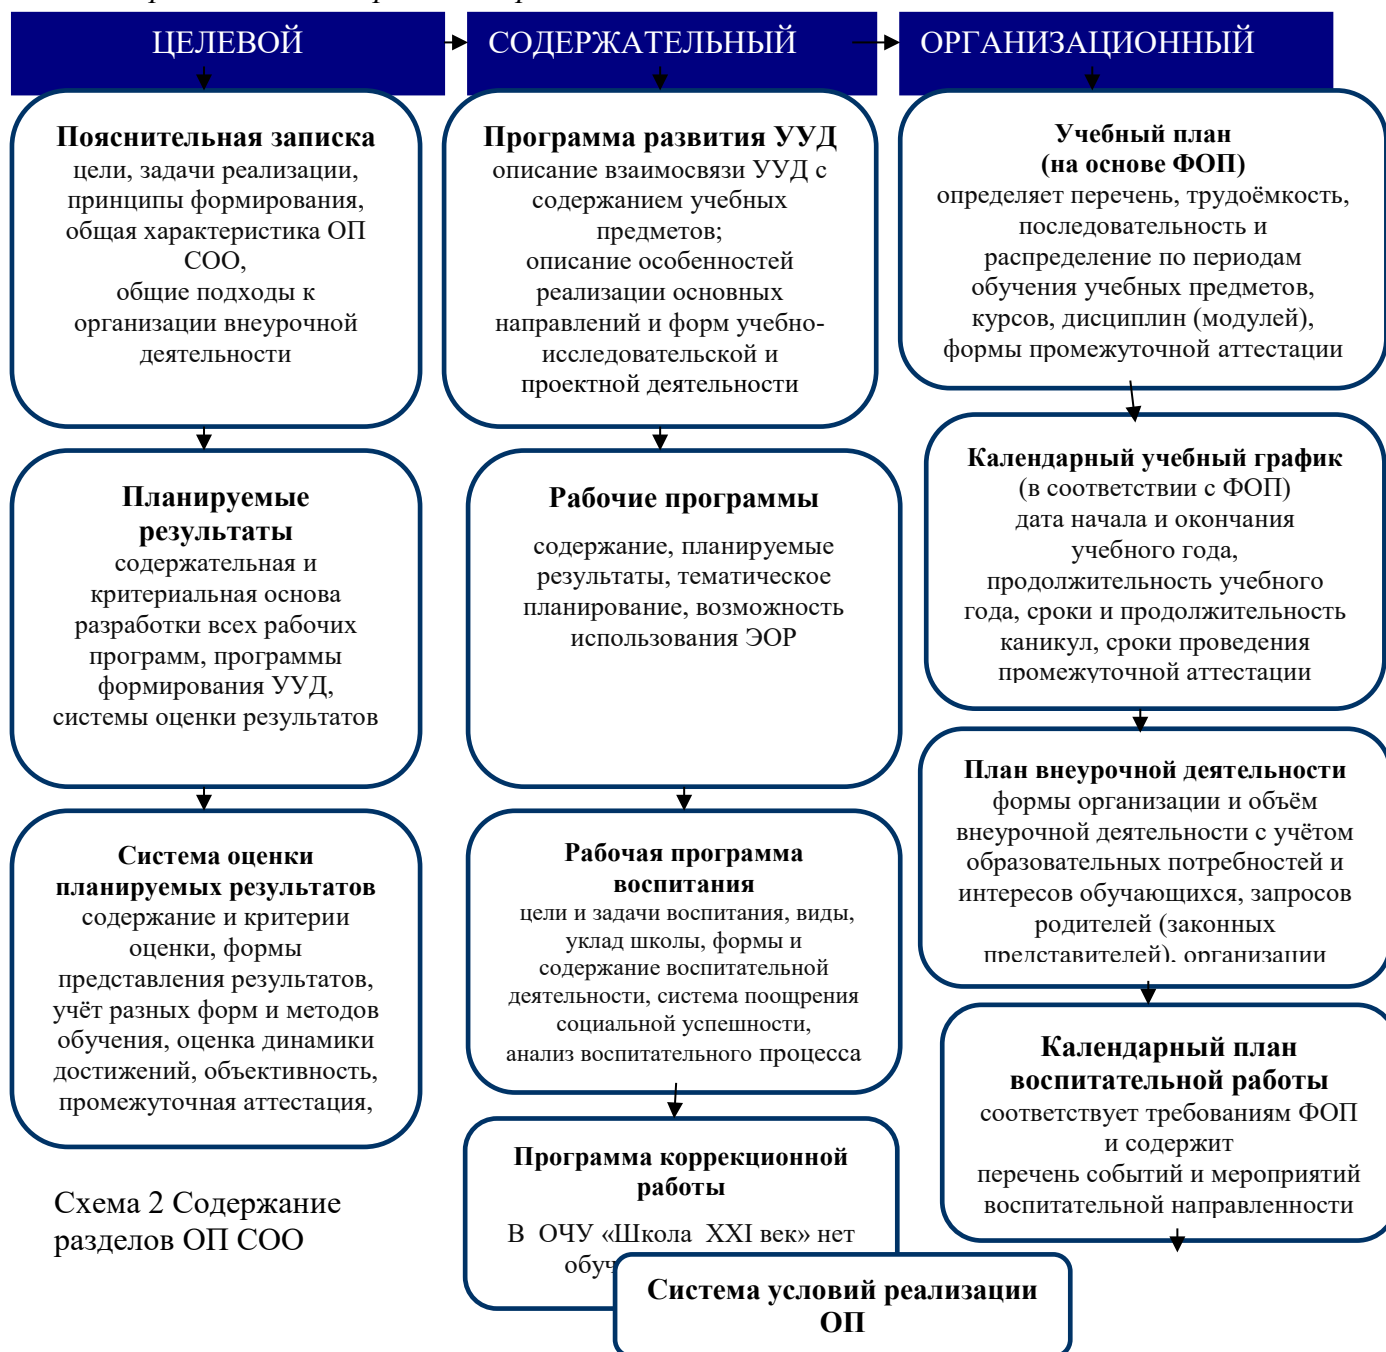 ЦЕЛЕВОЙ
Пояснительная записка
цели, задачи реализации,
принципы формирования,
общая характеристика ОП
СОО,
общие подходы к
организации внеурочной
деятельности
Планируемые
результаты
содержательная и
критериальная основа
разработки всех рабочих
программ, программы
формирования УУД,
системы оценки результатов
Система оценки
планируемых результатов
содержание и критерии
оценки, формы
представления результатов,
учёт разных форм и методов
обучения, оценка динамики
достижений, объективность,
промежуточная аттестация,
Схема 2 Содержание
разделов ОП СОО
СОДЕРЖАТЕЛЬНЫЙ
Программа развития УУД
описание взаимосвязи УУД с
содержанием учебных
предметов;
описание особенностей
реализации основных
направлений и форм учебно-
исследовательской и
проектной деятельности
Рабочие программы
содержание, планируемые
результаты, тематическое
планирование, возможность
использования ЭОР
Рабочая программа
воспитания
цели и задачи воспитания, виды,
уклад школы, формы и
содержание воспитательной
деятельности, система поощрения
социальной успешности,
анализ воспитательного процесса
Программа коррекционной
работы
В ОЧУ «Школа XXI век» нет
ОРГАНИЗАЦИОННЫЙ
Учебный план
(на основе ФОП)
определяет перечень, трудоёмкость,
последовательность и
распределение по периодам
обучения учебных предметов,
курсов, дисциплин (модулей),
формы промежуточной аттестации
Календарный учебный график
(в соответствии с ФОП)
дата начала и окончания
учебного года,
продолжительность учебного
года, сроки и продолжительность
каникул, сроки проведения
промежуточной аттестации
План внеурочной деятельности
формы организации и объём
внеурочной деятельности с учётом
образовательных потребностей и
интересов обучающихся, запросов
родителей (законных
представителей), организации
Календарный план
воспитательной работы
соответствует требованиям ФОП
и содержит
перечень событий и мероприятий
воспитательной направленности
Система условий реализации
ОП